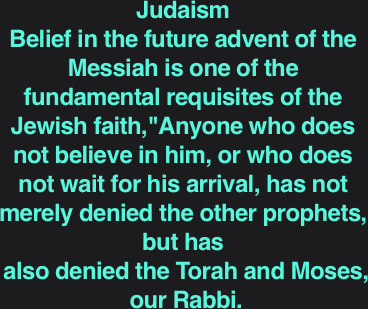 Judaism
Belief in the future advent of the
Messiah is one of the
fundamental requisites of the
Jewish faith,"Anyone who does
not believe in him, or who does
not wait for his arrival, has not
merely denied the other prophets,
but has
also denied the Torah and Moses,
our Rabbi.